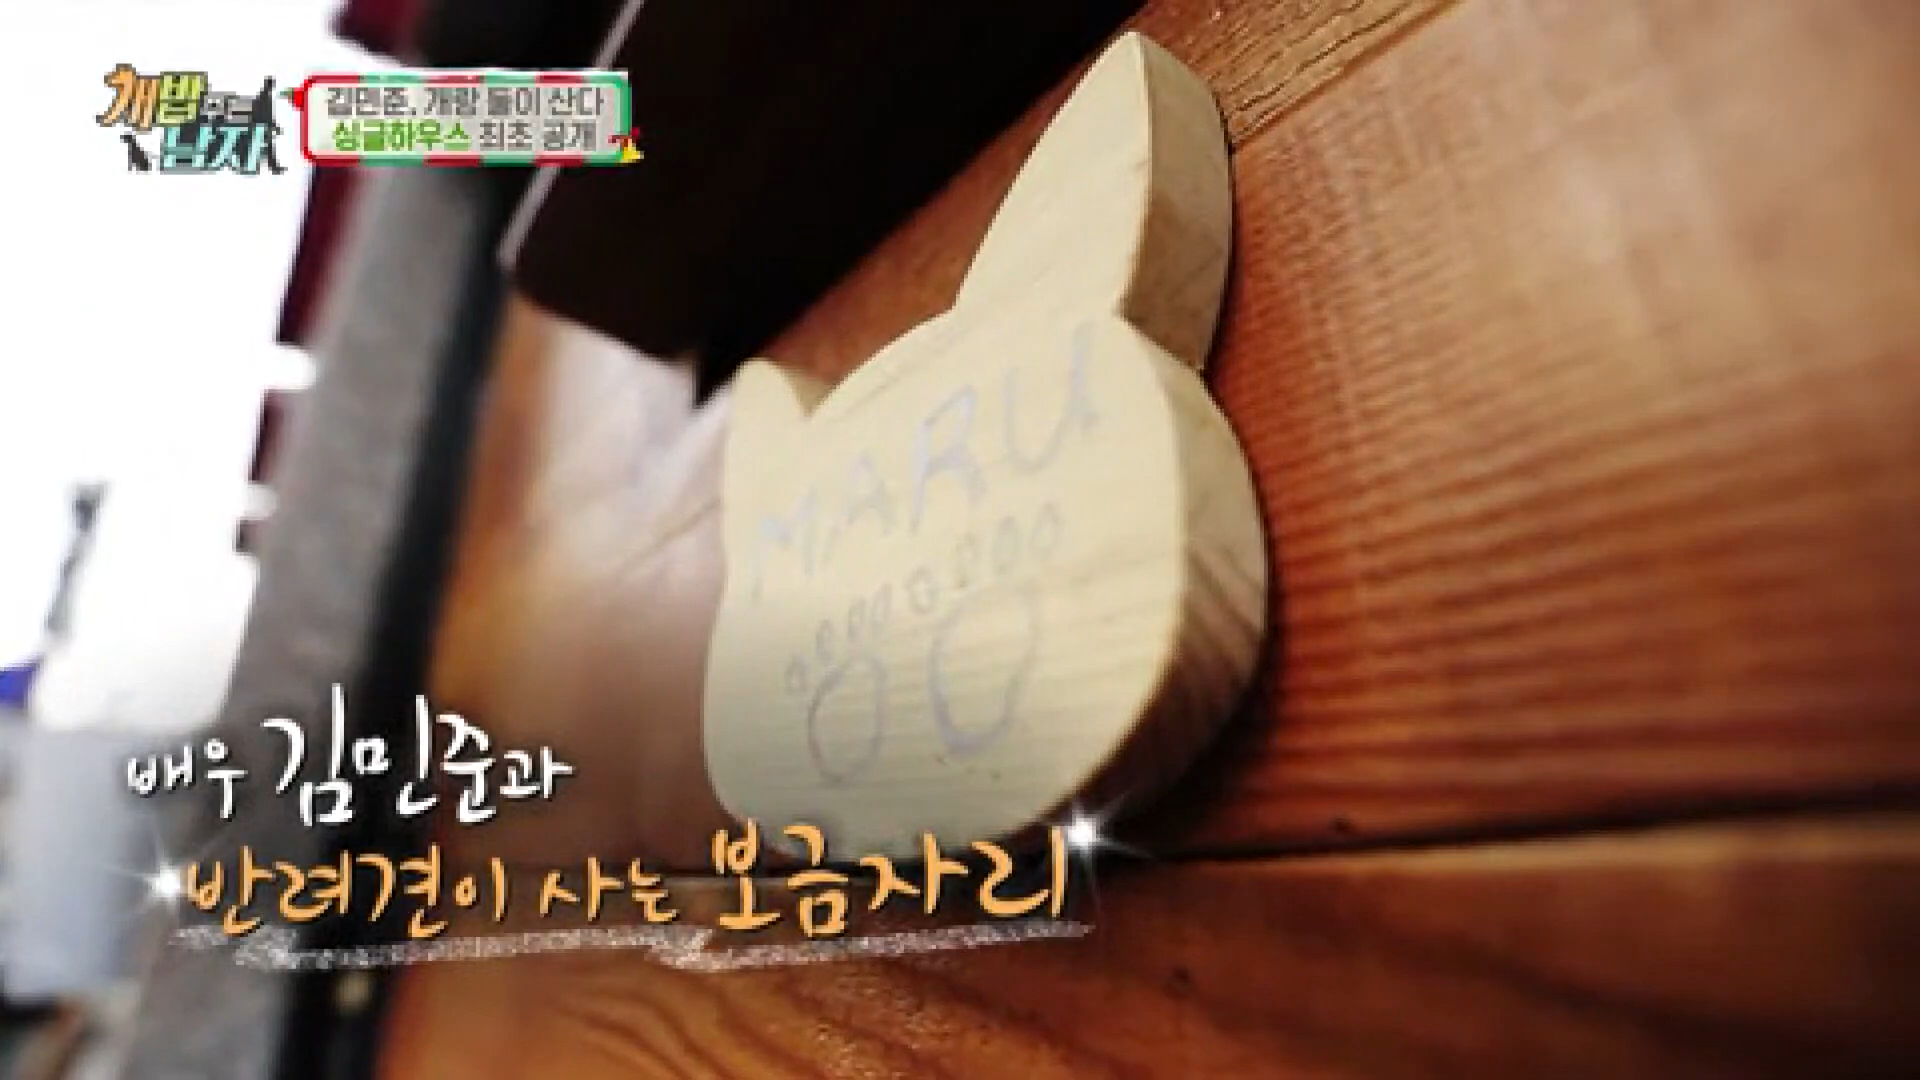 개밥주는
남자
김민준, 개랑 둘이 산다
싱글하우스 최초 공개
MARU
배우 김민준과
반려견이 사는 보금자리